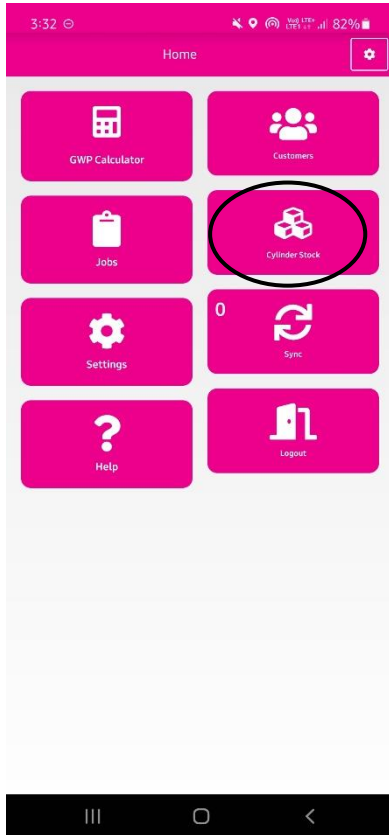 3:32 82%
Home
GWP Calculator
Customers
Jobs
Cylinder Stock
Settings
0
Sync
Help
Logout